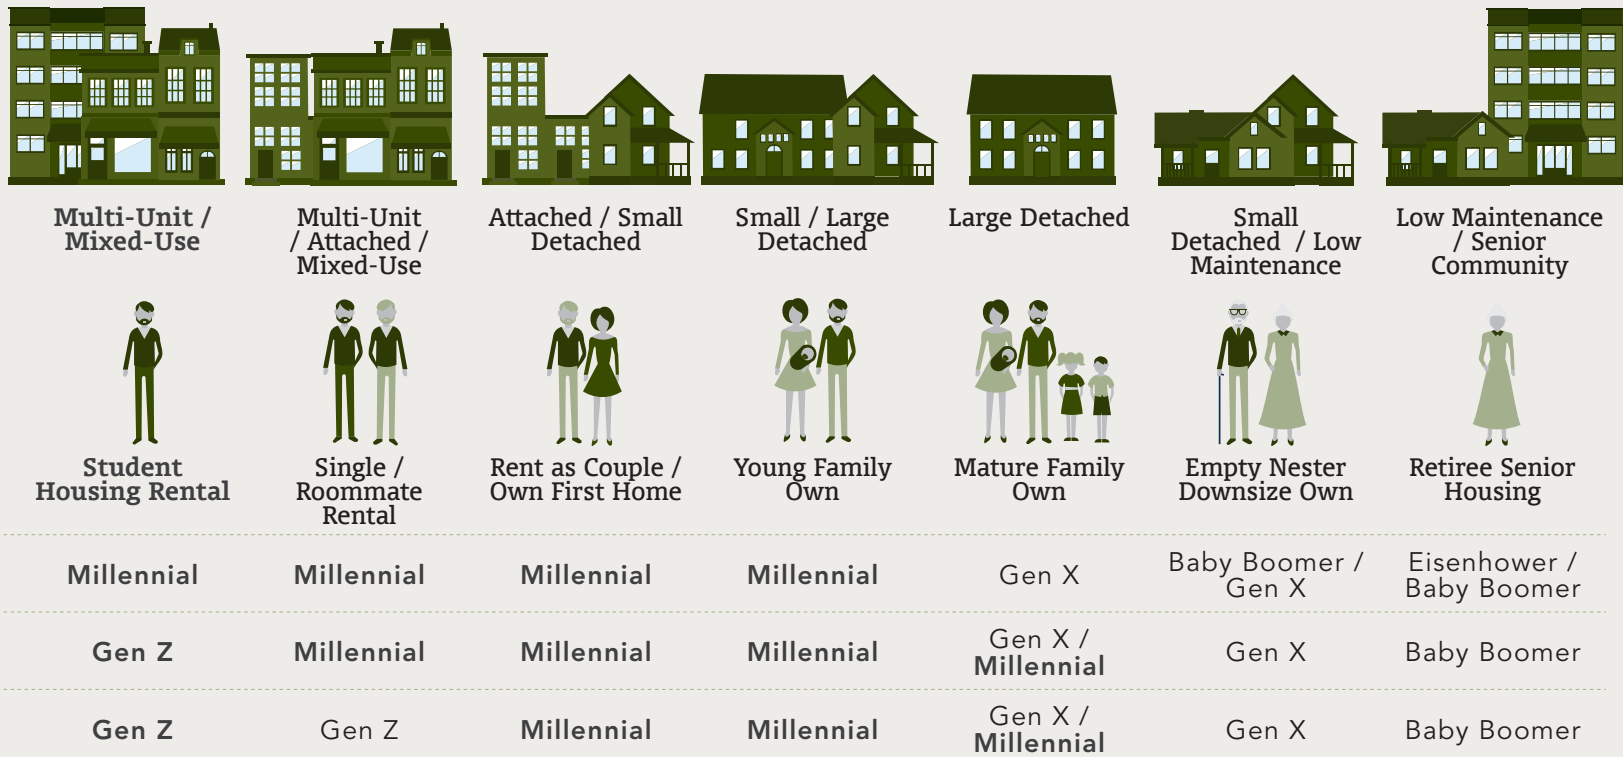 Multi-Unit /
Mixed-Use
Multi-Unit
/ Attached /
Mixed-Use
Attached / Small
Detached
Small / Large
Detached
Large Detached
Small
Detached / Low
Maintenance
Low Maintenance
/ Senior
Community
Student
Housing Rental
Single /
Roommate
Rental
Rent as Couple /
Own First Home
Young Family
Own
Mature Family
Own
Empty Nester
Downsize Own
Retiree Senior
Housing
Millennial
Millennial
Millennial
Millennial
Gen X
Baby Boomer /
Gen X
Eisenhower /
Baby Boomer
Gen Z
Millennial
Millennial
Millennial
Gen X /
Millennial
Gen X
Baby Boomer
Gen Z
Gen Z
Millennial
Millennial
Gen X /
Millennial
Gen X
Baby Boomer